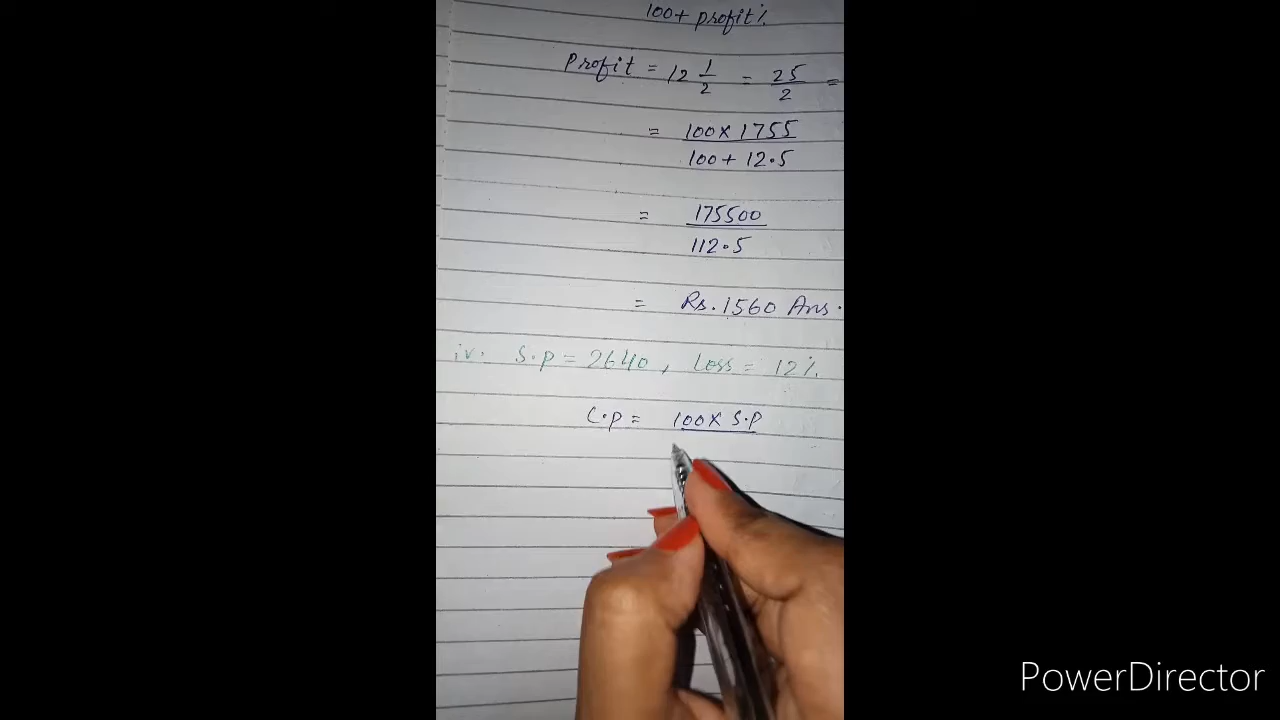 100+ profit%
Profit = 12 1/2 = 25/2 =
= 100 × 1755
100 + 12.5
= 175500
112.5
= Rs. 1560 Ans.
iv. S.P = 2640, Loss = 12%.
C.P = 100 × S.P
PowerDirector